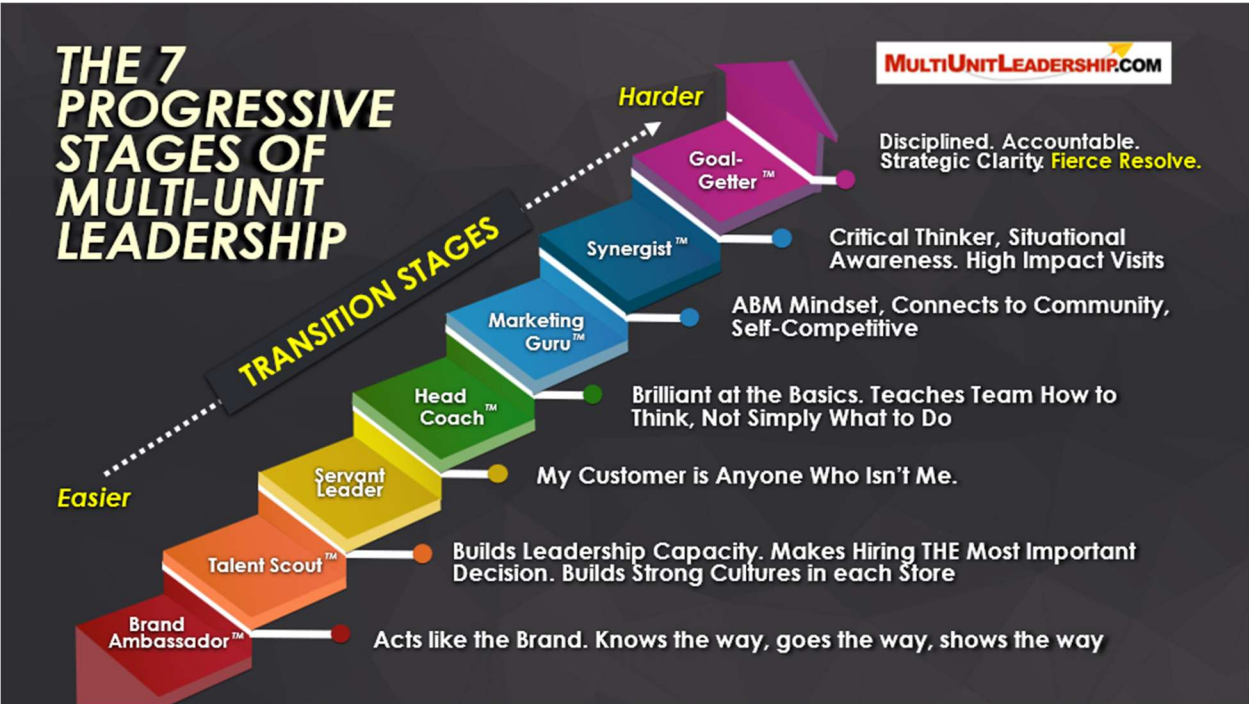 THE 7
PROGRESSIVE
STAGES OF
MULTI-UNIT
LEADERSHIP
MULTIUNITLEADERSHIP.COM
Harder
TRANSITION STAGES
Easier
Goal-
Getter™
Disciplined. Accountable.
Strategic Clarity. Fierce Resolve.
Synergist™
Critical Thinker, Situational
Awareness. High Impact Visits
Marketing
Guru™
ABM Mindset, Connects to Community,
Self-Competitive
Head
Coach™
Brilliant at the Basics. Teaches Team How to
Think, Not Simply What to Do
Servant
Leader
My Customer is Anyone Who Isn't Me.
Talent Scout™
Builds Leadership Capacity. Makes Hiring THE Most Important
Decision. Builds Strong Cultures in each Store
Brand
Ambassador™
Acts like the Brand. Knows the way, goes the way, shows the way